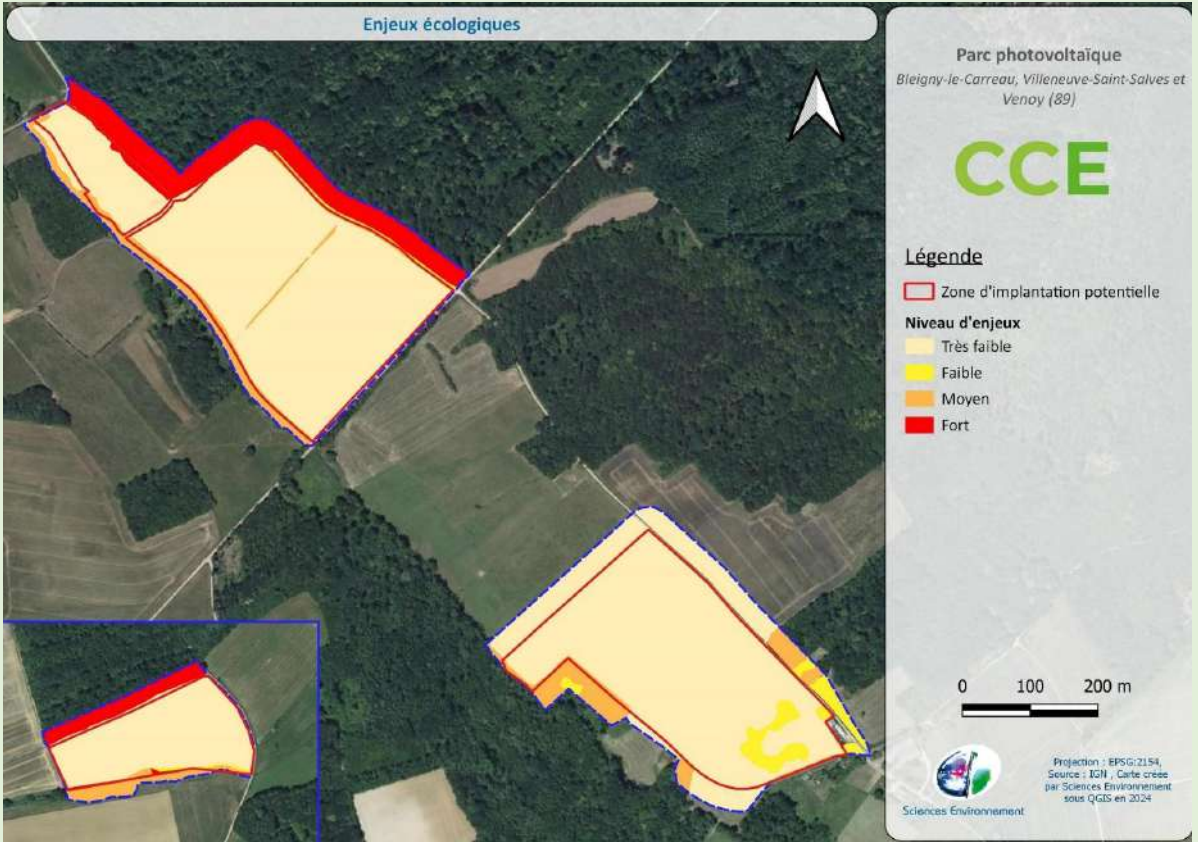 Enjeux écologiques
Parc photovoltaïque
Bleigny-le-Carreau, Villeneuve-Saint-Salves et
Venoy (89)
CCE
Légende
Zone d'implantation potentielle
Niveau d'enjeux
Très faible
Faible
Moyen
Fort
0 100 200 m
Sciences Environnement
Projection : EPSG:2154,
Source : IGN , Carte créée
par Sciences Environnement
sous QGIS en 2024